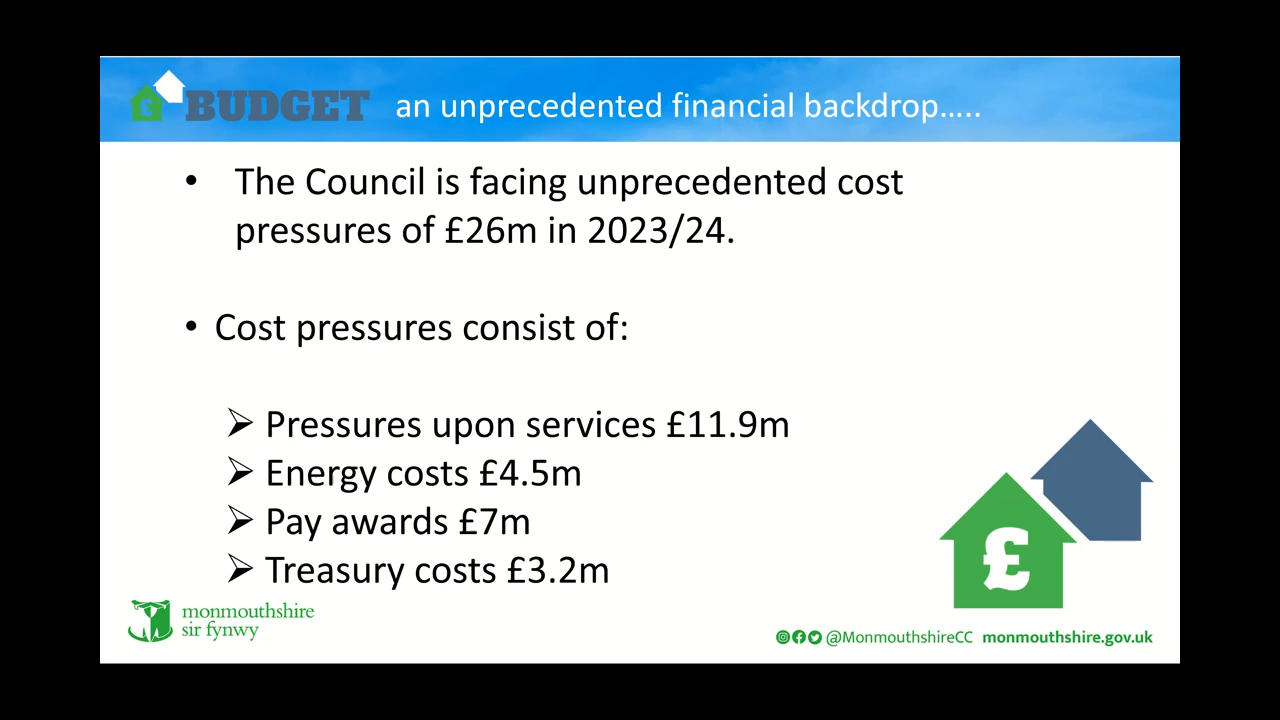 £ BUDGET an unprecedented financial backdrop.....
• The Council is facing unprecedented cost
pressures of £26m in 2023/24.
• Cost pressures consist of:
➢ Pressures upon services £11.9m
➢ Energy costs £4.5m
➢ Pay awards £7m
➢ Treasury costs £3.2m
£
monmouthshire
sir fynwy
@MonmouthshireCC monmouthshire.gov.uk